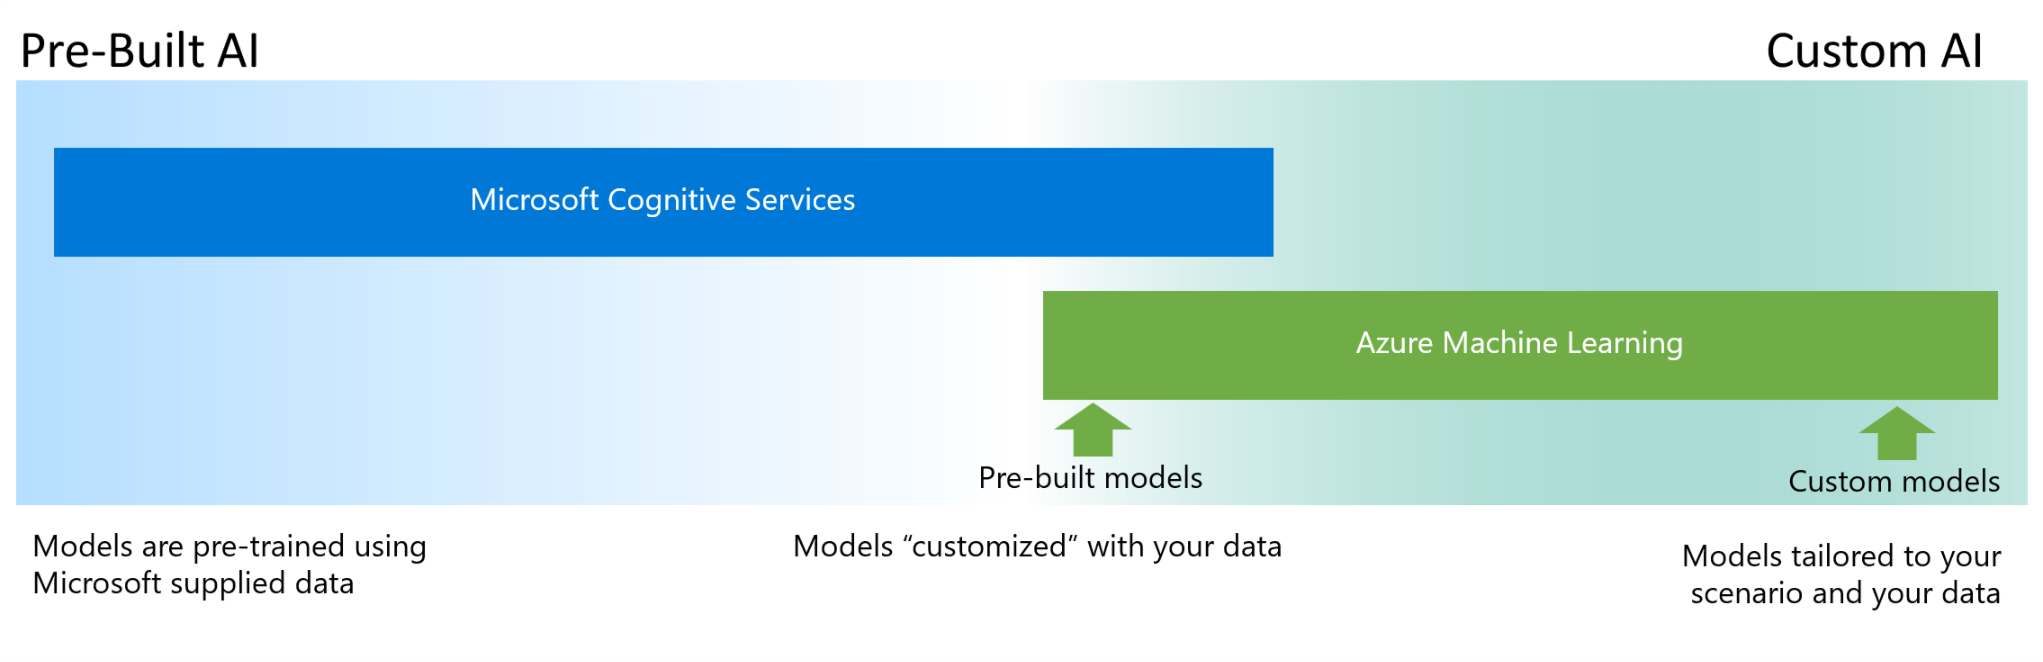 Pre-Built AI
Custom AI
Microsoft Cognitive Services
Azure Machine Learning
Pre-built models
Custom models
Models are pre-trained using
Microsoft supplied data
Models “customized” with your data
Models tailored to your
scenario and your data